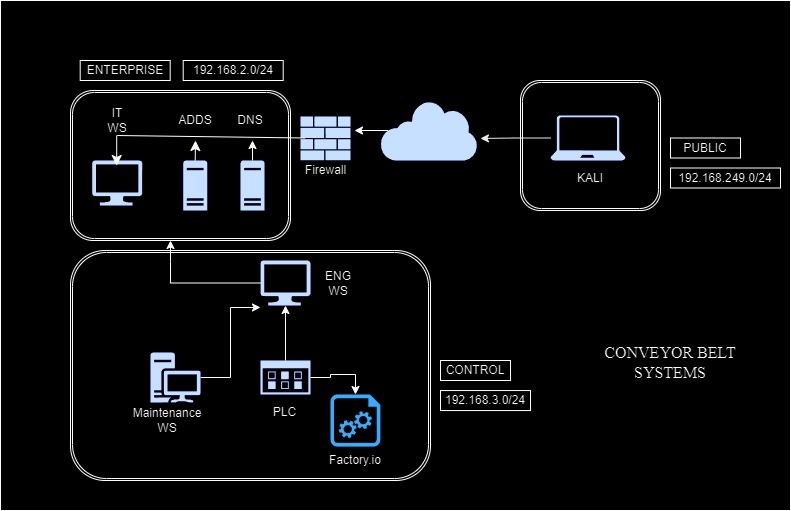 ENTERPRISE
192.168.2.0/24
IT
WS
ADDS
DNS
Firewall
KALI
PUBLIC
192.168.249.0/24
ENG
WS
Maintenance
WS
PLC
Factory.io
CONTROL
192.168.3.0/24
CONVEYOR BELT
SYSTEMS